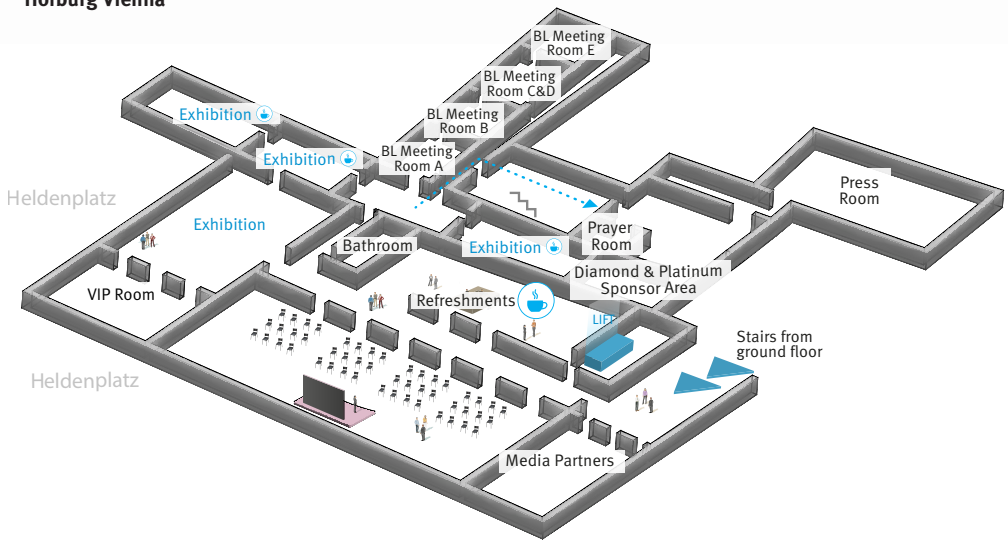 Hofburg Vienna
BL Meeting
Room E
BL Meeting
Room C&D
BL Meeting
Room B
BL Meeting
Room A
Exhibition
Exhibition
Exhibition
Heldenplatz
Press
Room
Bathroom
Exhibition
Prayer
Room
Diamond & Platinum
Sponsor Area
VIP Room
Refreshments
LIFT
Stairs from
ground floor
Heldenplatz
Media Partners